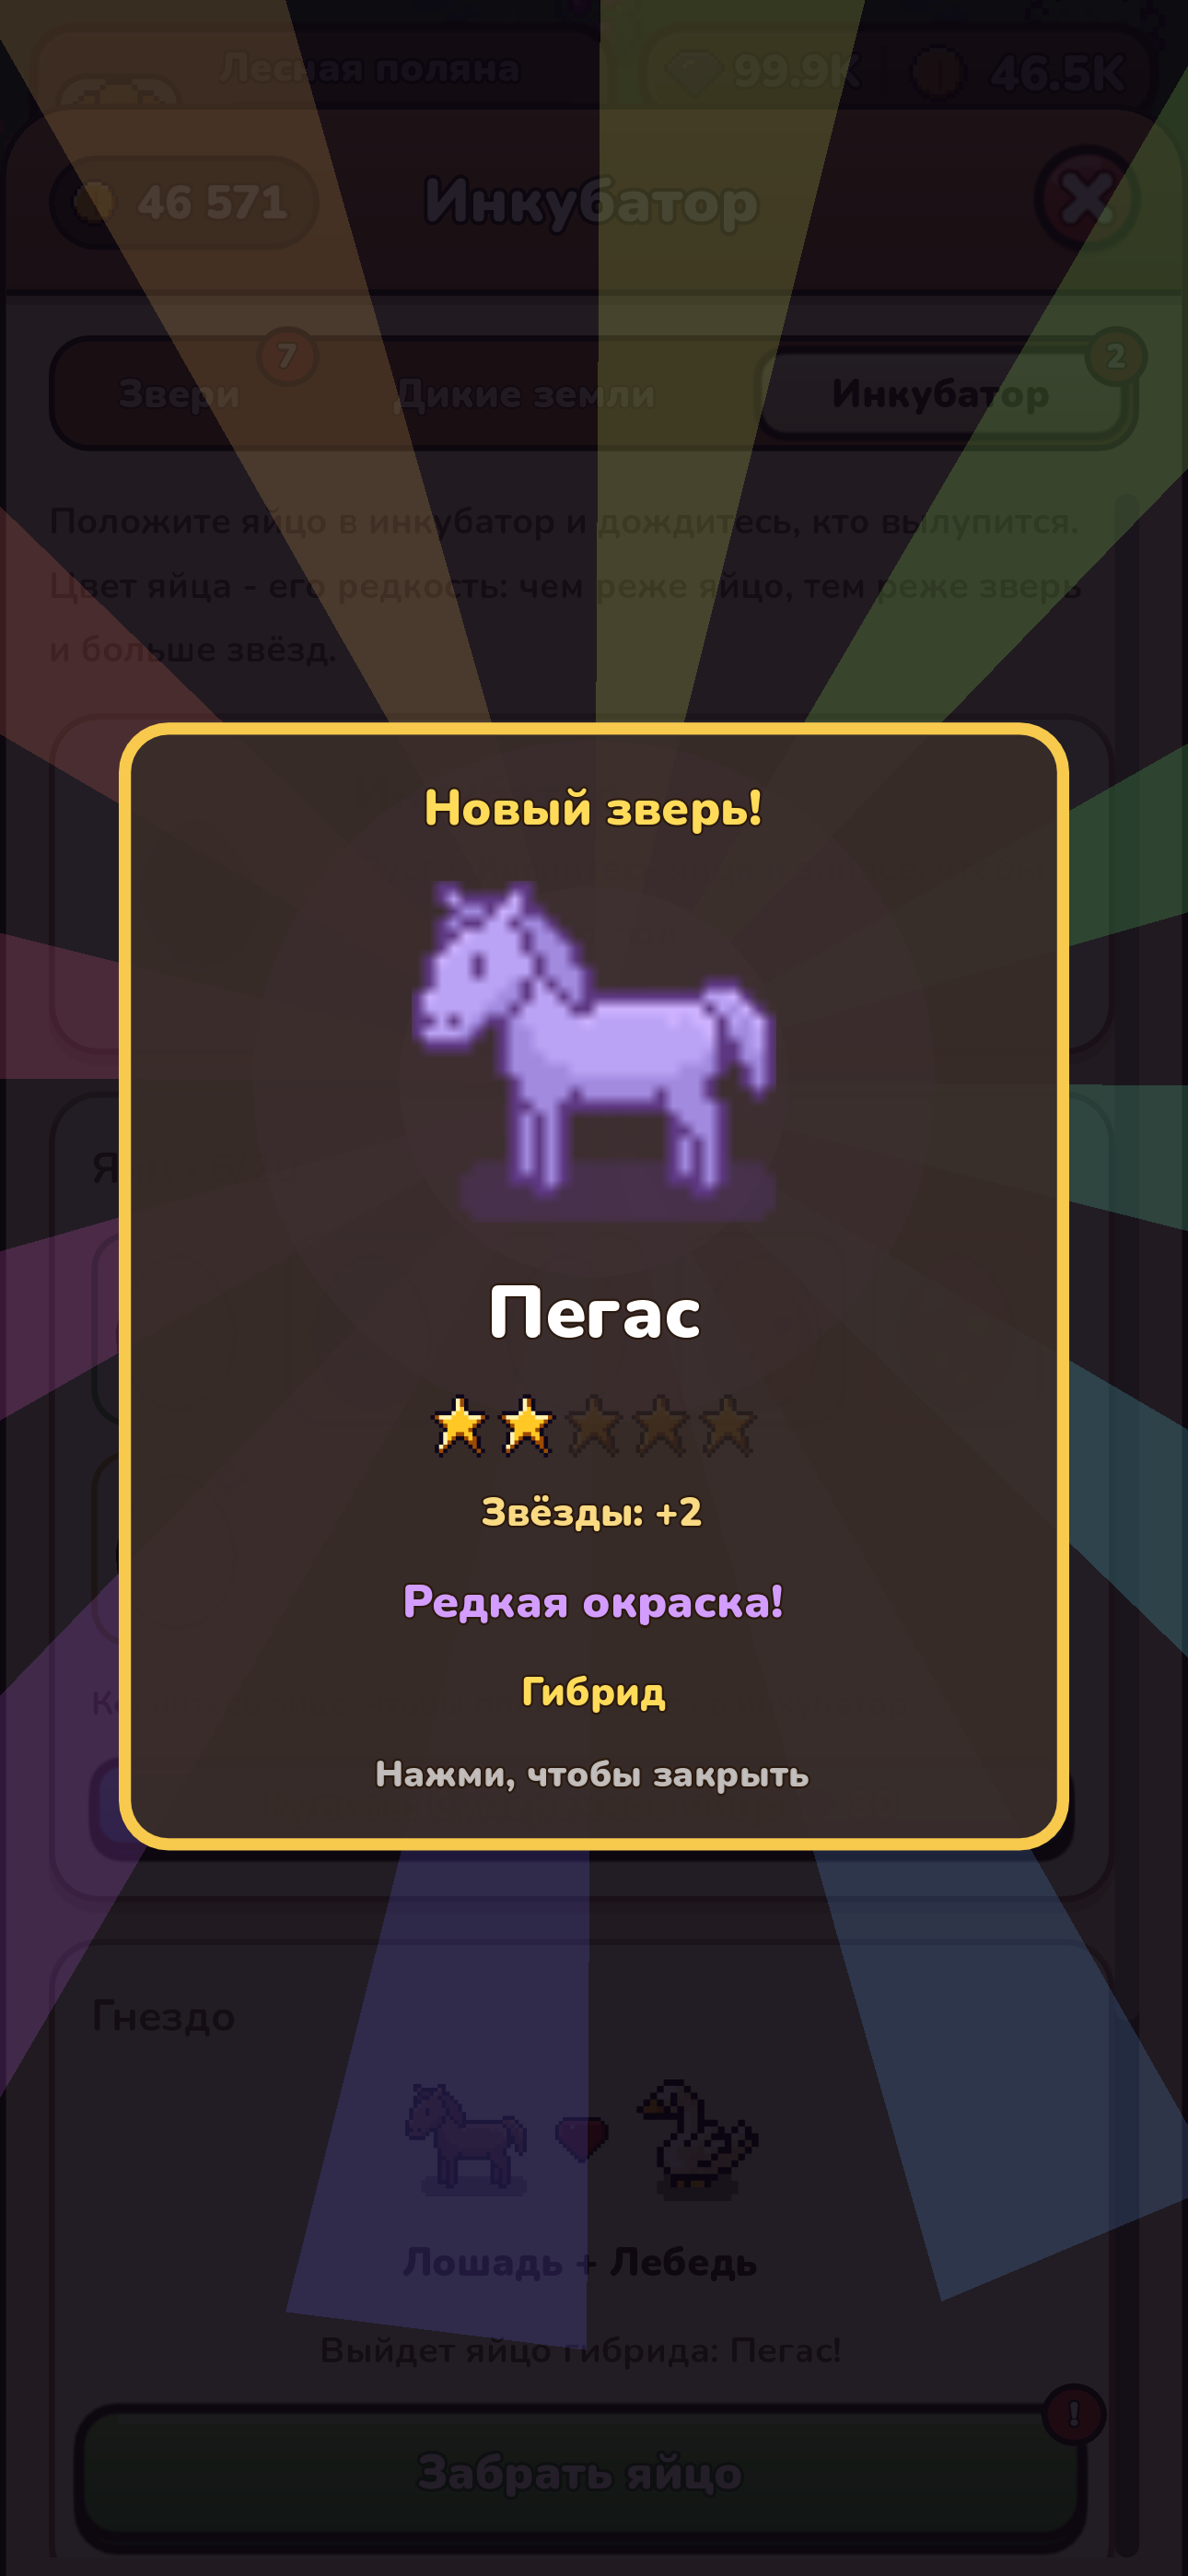 Лесная поляна
99.9K
46.5K
46 571
Инкубатор
7
2
Звери
Дикие земли
Инкубатор
Положите яйцо в инкубатор и дождитесь, кто вылупится.
Цвет яйца - его редкость: чем реже яйцо, тем реже зверь
и больше звёзд.
Новый зверь!
Пегас
Звёзды: +2
Редкая окраска!
Гибрид
Нажми, чтобы закрыть
Гнездо
Лошадь + Лебедь
Выйдет яйцо гибрида: Пегас!
!
Забрать яйцо